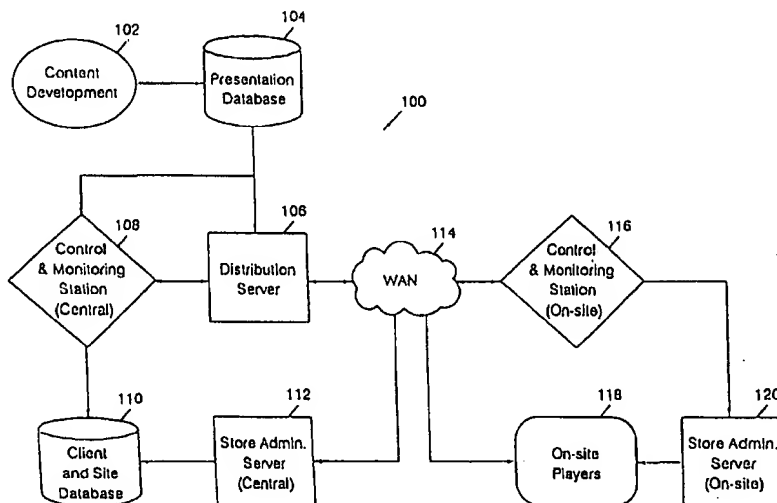 102
Content
Development
104
Presentation
Database
100
108
Control
& Monitoring
Station
(Central)
106
Distribution
Server
114
WAN
116
Control
& Monitoring
Station
(On-site)
110
Client
and Site
Database
112
Store Admin.
Server
(Central)
118
On-site
Players
120
Store Admin.
Server
(On-site)